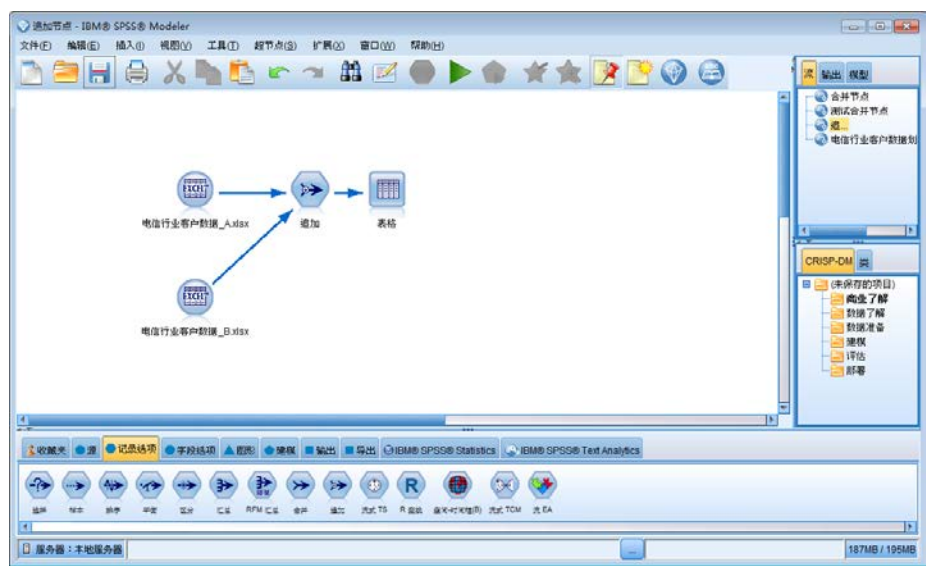 追加节点 - IBM® SPSS® Modeler
文件(F) 编辑(E) 插入(I) 视图(V) 工具(T) 超节点(S) 扩展(X) 窗口(W) 帮助(H)
流 输出 模型
合并节点
测试合并节点
追...
电信行业客户数据划
电信行业客户数据_A.xlsx
追加
表格
电信行业客户数据_B.xlsx
CRISP-DM 类
(未保存的项目)
商业了解
数据了解
数据准备
建模
评估
部署
收藏夹 源 记录选项 字段选项 图形 建模 输出 导出 IBM® SPSS® Statistics IBM® SPSS® Text Analytics
选择 样本 排序 平衡 区分 汇总 RFM 汇总 合并 追加 流式 TS R 流式 TCM
服务器：本地服务器
187MB / 195MB